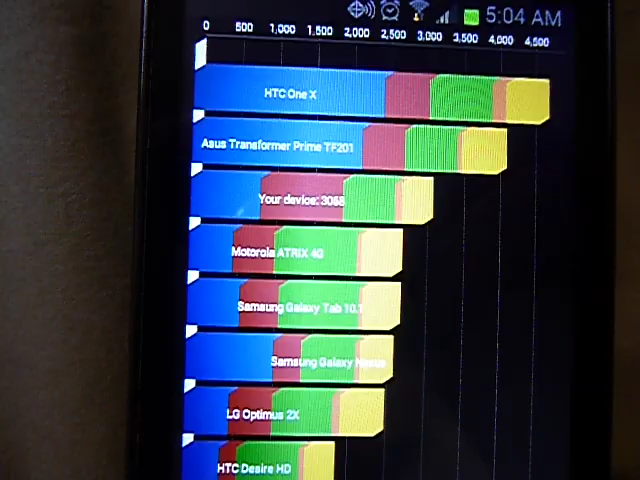 5:04 AM
0 500 1,000 1,500 2,000 2,500 3,000 3,500 4,000 4,500
HTC One X
Asus Transformer Prime TF201
Your device: 3068
Motorola ATRIX 4G
Samsung Galaxy Tab 10.1
Samsung Galaxy Nexus
LG Optimus 2X
HTC Desire HD